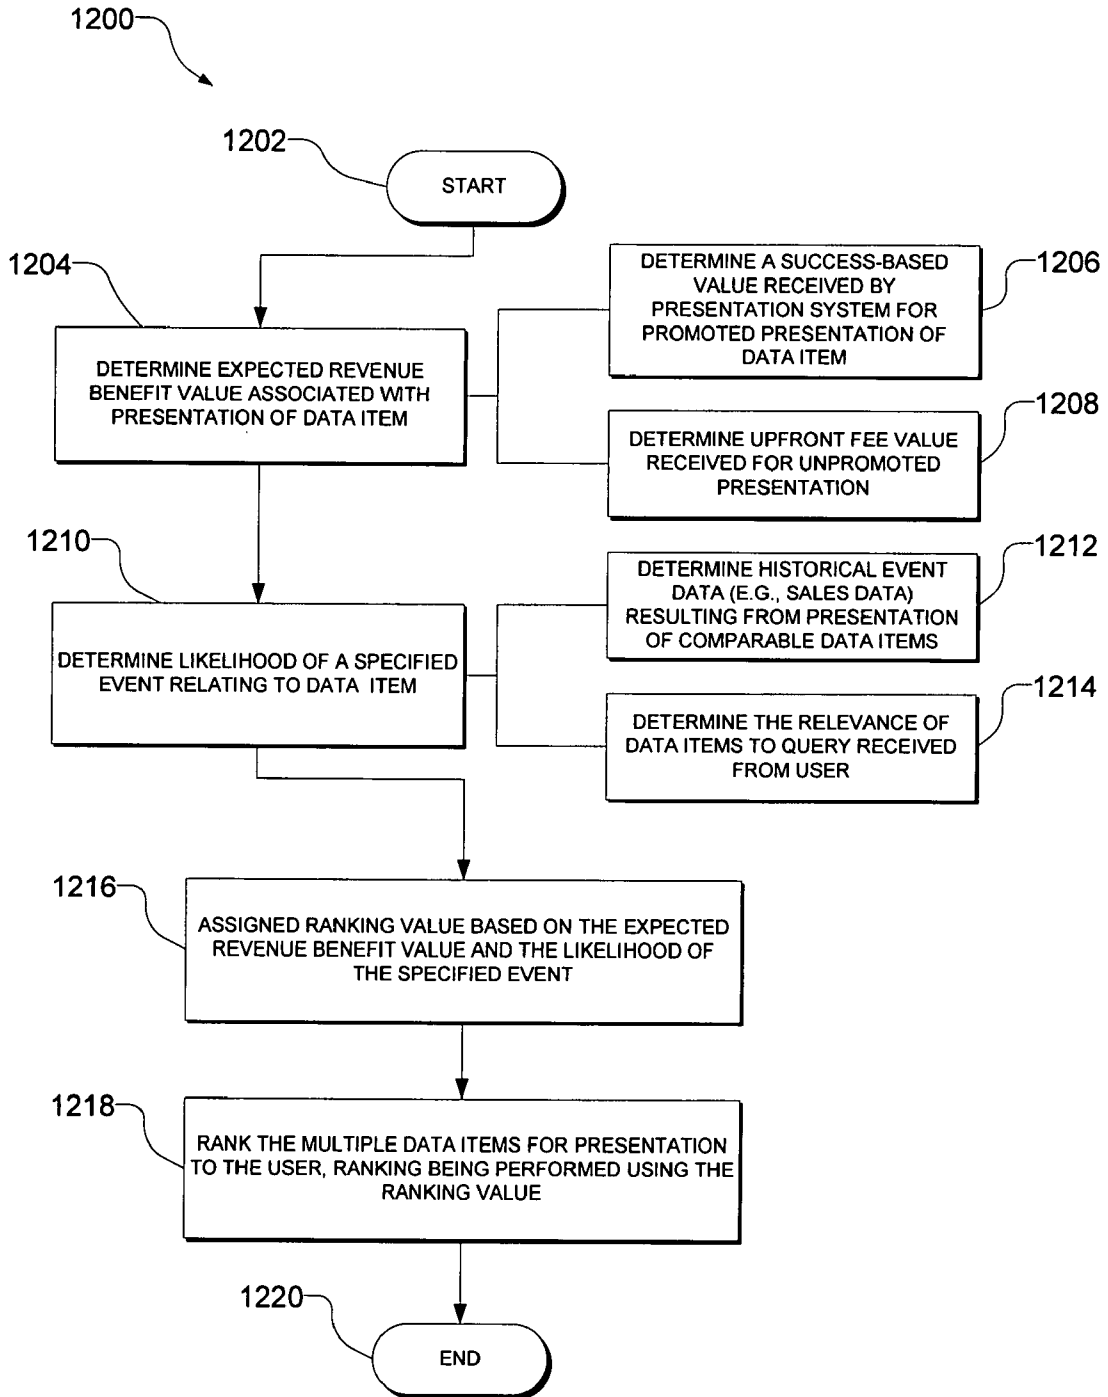 1200
1202
START
1204
DETERMINE EXPECTED REVENUE
BENEFIT VALUE ASSOCIATED WITH
PRESENTATION OF DATA ITEM
1206
DETERMINE A SUCCESS-BASED
VALUE RECEIVED BY
PRESENTATION SYSTEM FOR
PROMOTED PRESENTATION OF
DATA ITEM
1208
DETERMINE UPFRONT FEE VALUE
RECEIVED FOR UNPROMOTED
PRESENTATION
1210
DETERMINE LIKELIHOOD OF A SPECIFIED
EVENT RELATING TO DATA ITEM
1212
DETERMINE HISTORICAL EVENT
DATA (E.G., SALES DATA)
RESULTING FROM PRESENTATION
OF COMPARABLE DATA ITEMS
1214
DETERMINE THE RELEVANCE OF
DATA ITEMS TO QUERY RECEIVED
FROM USER
1216
ASSIGNED RANKING VALUE BASED ON THE EXPECTED
REVENUE BENEFIT VALUE AND THE LIKELIHOOD OF
THE SPECIFIED EVENT
1218
RANK THE MULTIPLE DATA ITEMS FOR PRESENTATION
TO THE USER, RANKING BEING PERFORMED USING THE
RANKING VALUE
1220
END